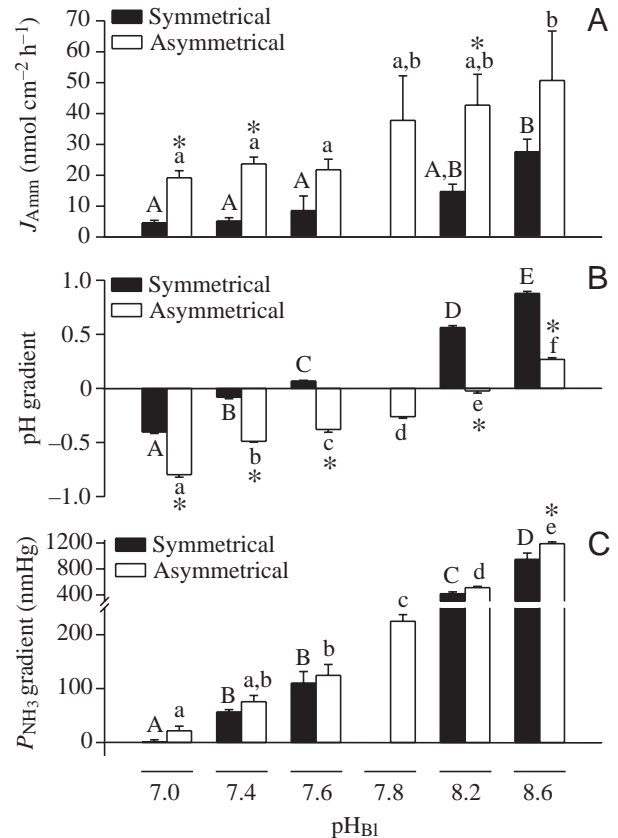 A
Symmetrical
Asymmetrical
J_Amm (nmol cm⁻² h⁻¹)
70
60
50
40
30
20
10
0
A
* a
A
* a
A
a
a,b
A,B
* a,b
B
b
B
Symmetrical
Asymmetrical
pH gradient
1.0
0.5
0
–0.5
–1.0
A
a *
B
b *
C
c *
d
D
e *
E
* f
C
Symmetrical
Asymmetrical
P_NH₃ gradient (nmHg)
1200
800
400
200
100
0
A
a
B
a,b
B
b
c
C
d
D
* e
7.0 7.4 7.6 7.8 8.2 8.6
pH_Bl